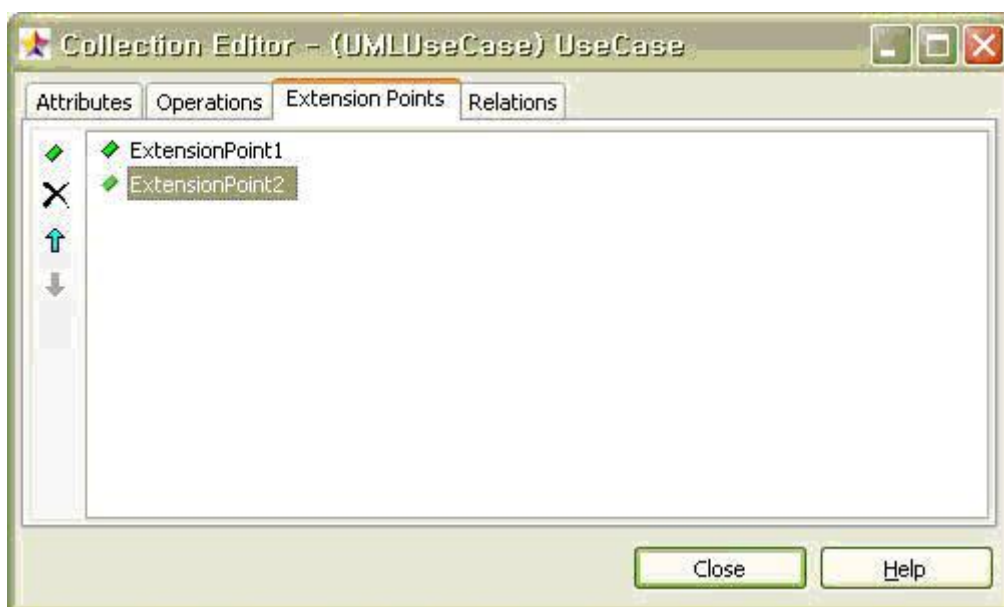 Collection Editor - (UMLUseCase) UseCase
Attributes Operations Extension Points Relations
ExtensionPoint1
ExtensionPoint2
Close Help